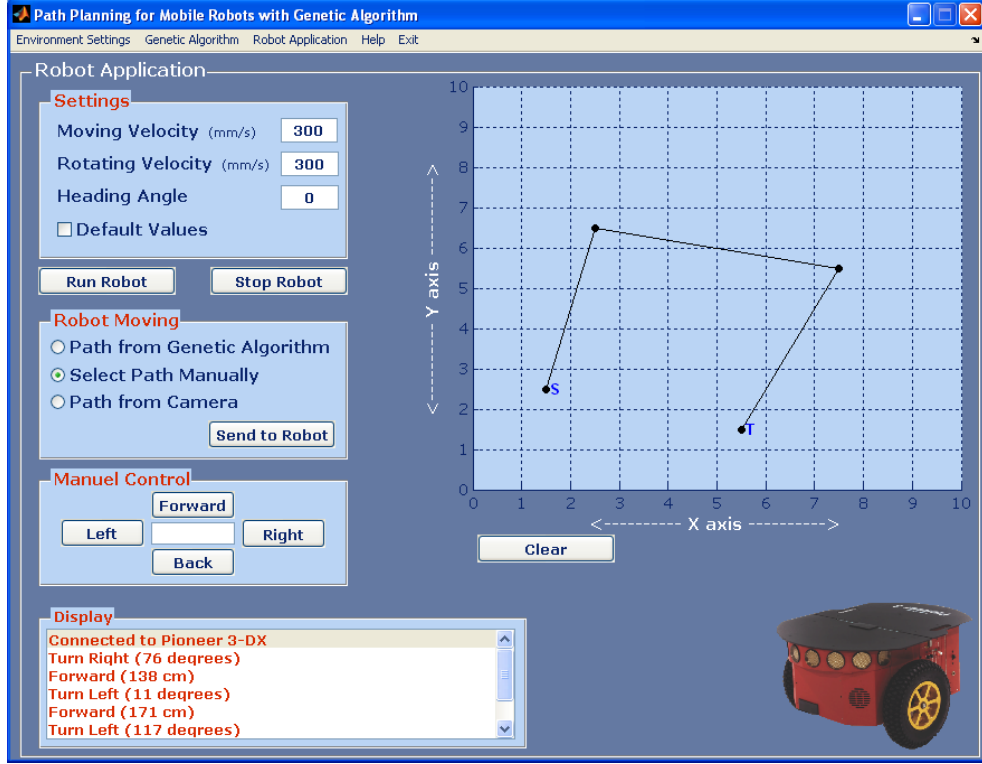 Path Planning for Mobile Robots with Genetic Algorithm
Environment Settings Genetic Algorithm Robot Application Help Exit
Robot Application
Settings
Moving Velocity (mm/s) 300
Rotating Velocity (mm/s) 300
Heading Angle 0
Default Values
Run Robot Stop Robot
Robot Moving
Path from Genetic Algorithm
Select Path Manually
Path from Camera
Send to Robot
Manuel Control
Forward
Left Right
Back
10
9
8
7
6
5
4
3
2
1
0
<---------- Y axis ---------->
S
T
0 1 2 3 4 5 6 7 8 9 10
<---------- X axis ---------->
Clear
Display
Connected to Pioneer 3-DX
Turn Right (76 degrees)
Forward (138 cm)
Turn Left (11 degrees)
Forward (171 cm)
Turn Left (117 degrees)